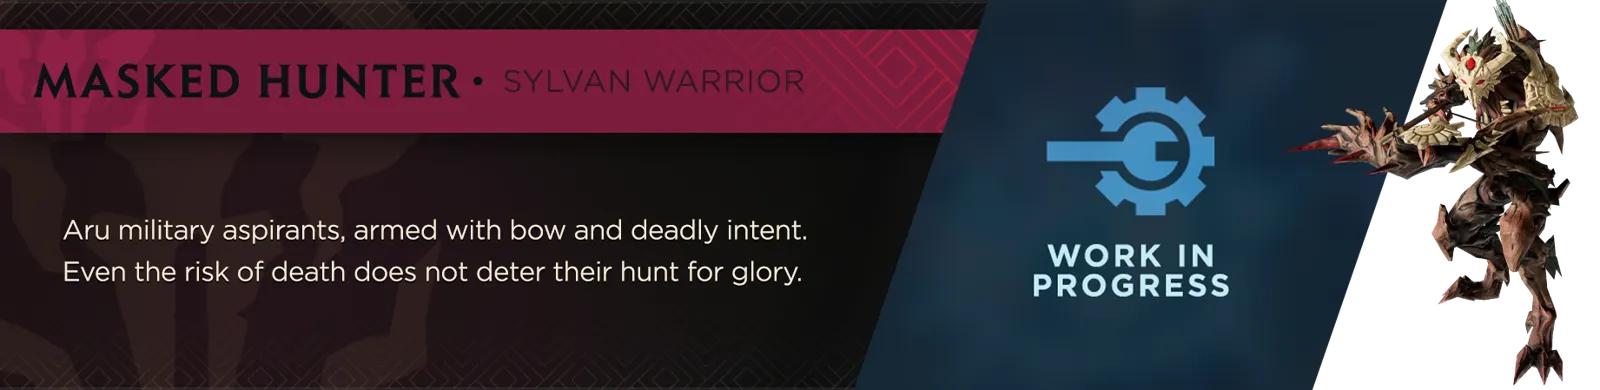 MASKED HUNTER • SYLVAN WARRIOR
Aru military aspirants, armed with bow and deadly intent.
Even the risk of death does not deter their hunt for glory.
WORK IN
PROGRESS